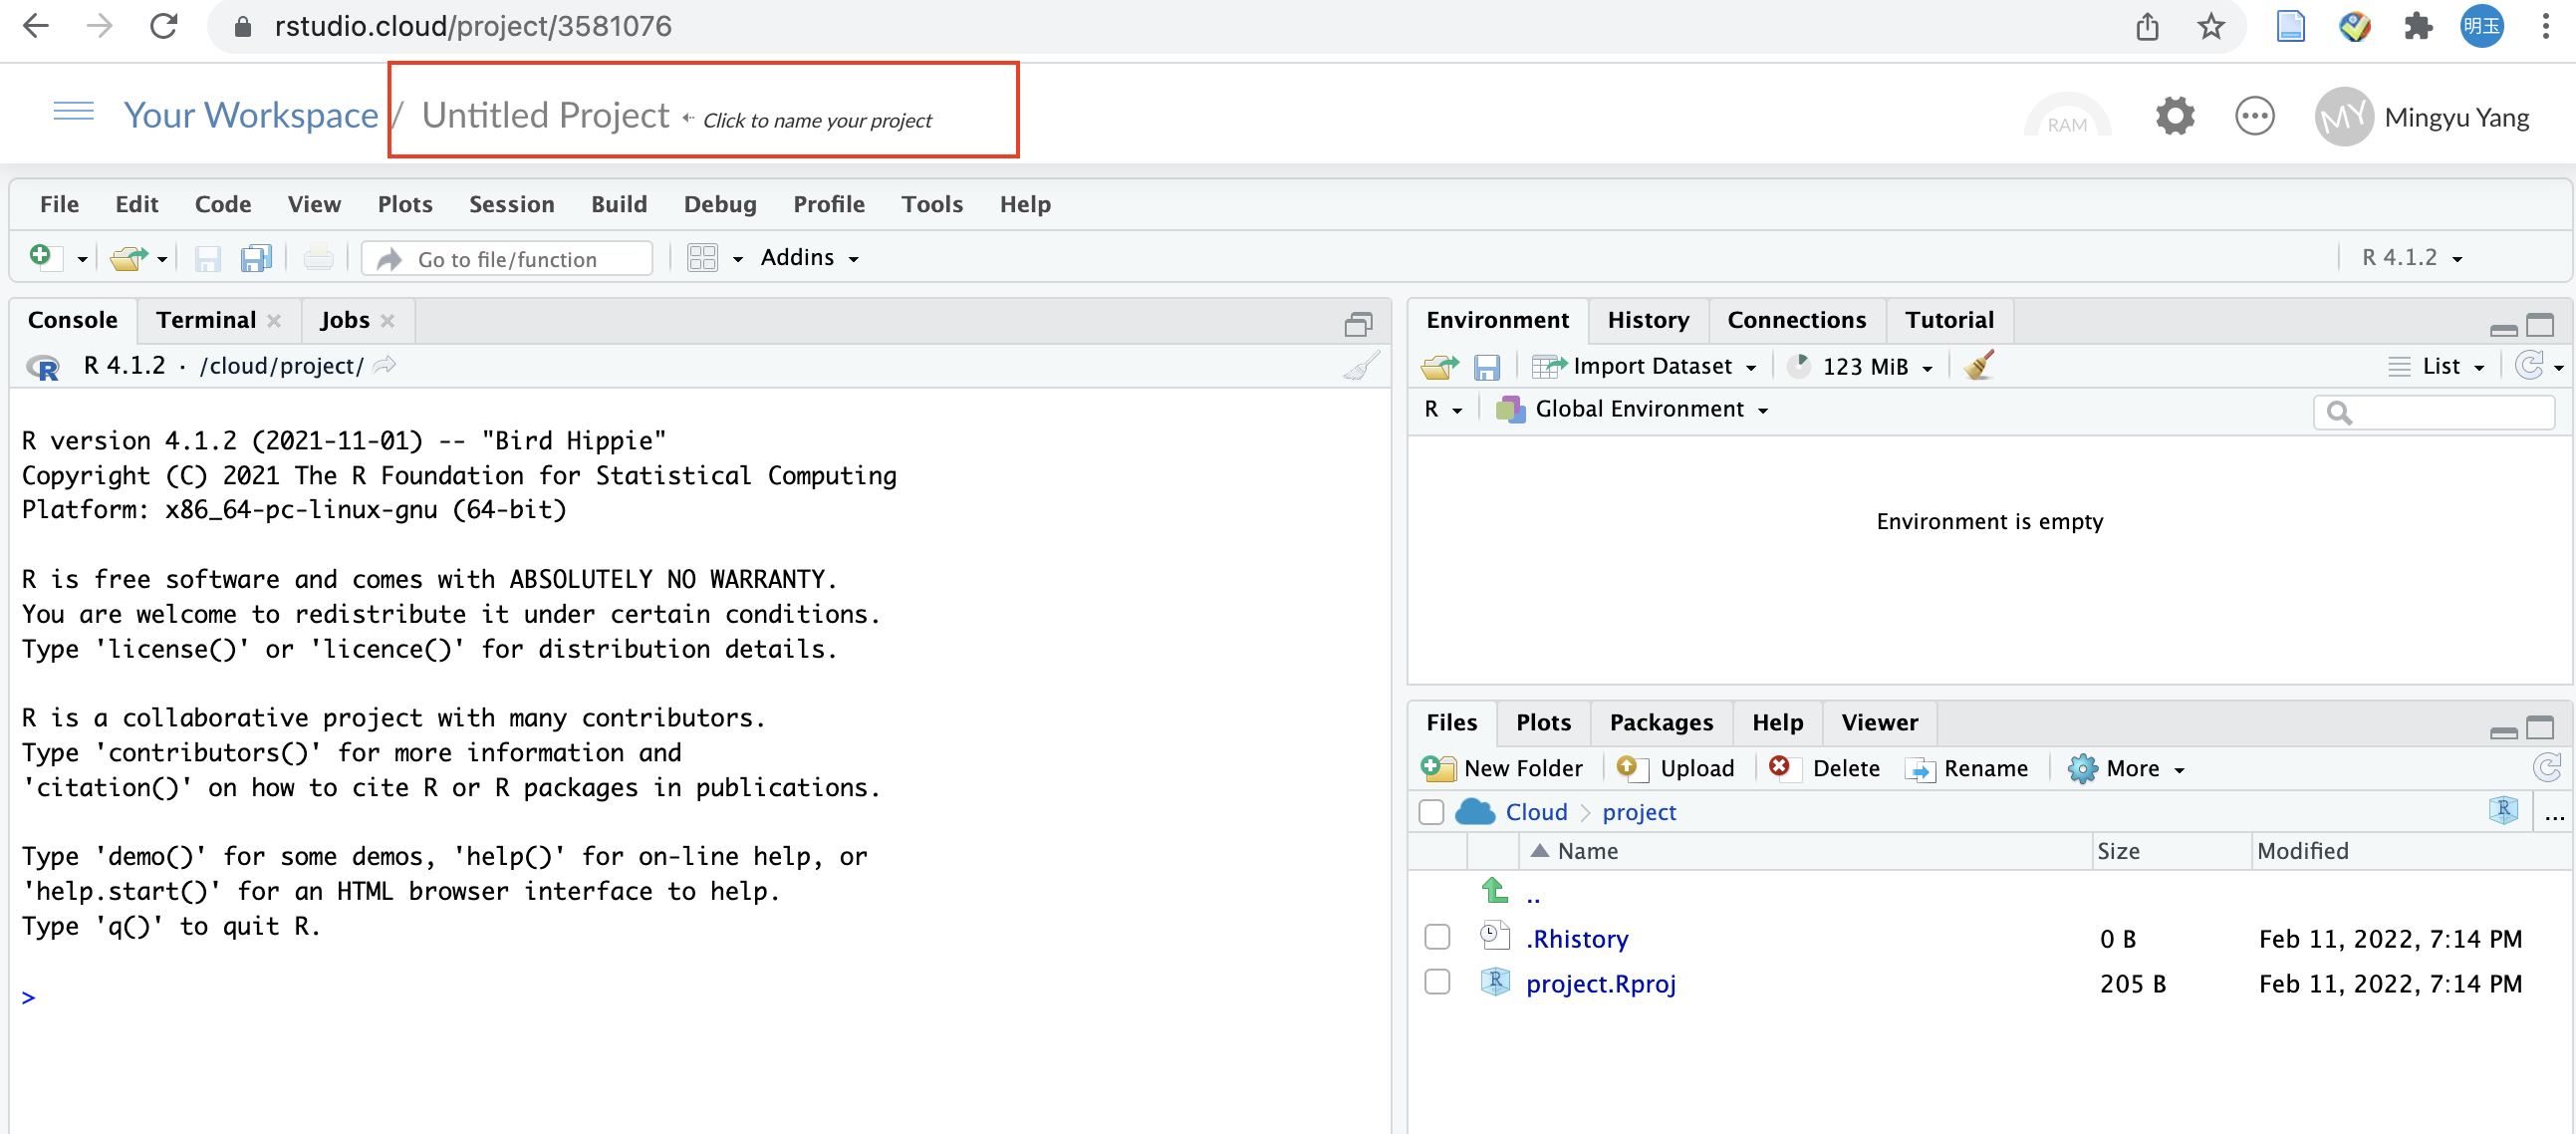 rstudio.cloud/project/3581076
明玉
Your Workspace / Untitled Project Click to name your project
RAM
MY Mingyu Yang
File Edit Code View Plots Session Build Debug Profile Tools Help
Go to file/function Addins R 4.1.2
Console Terminal Jobs
R 4.1.2 · /cloud/project/
R version 4.1.2 (2021-11-01) -- "Bird Hippie"
Copyright (C) 2021 The R Foundation for Statistical Computing
Platform: x86_64-pc-linux-gnu (64-bit)
R is free software and comes with ABSOLUTELY NO WARRANTY.
You are welcome to redistribute it under certain conditions.
Type 'license()' or 'licence()' for distribution details.
R is a collaborative project with many contributors.
Type 'contributors()' for more information and
'citation()' on how to cite R or R packages in publications.
Type 'demo()' for some demos, 'help()' for on-line help, or
'help.start()' for an HTML browser interface to help.
Type 'q()' to quit R.
>
Environment History Connections Tutorial
Import Dataset 123 MiB List
R Global Environment
Environment is empty
Files Plots Packages Help Viewer
New Folder Upload Delete Rename More
Cloud project ...
Name Size Modified
..
.Rhistory 0 B Feb 11, 2022, 7:14 PM
project.Rproj 205 B Feb 11, 2022, 7:14 PM